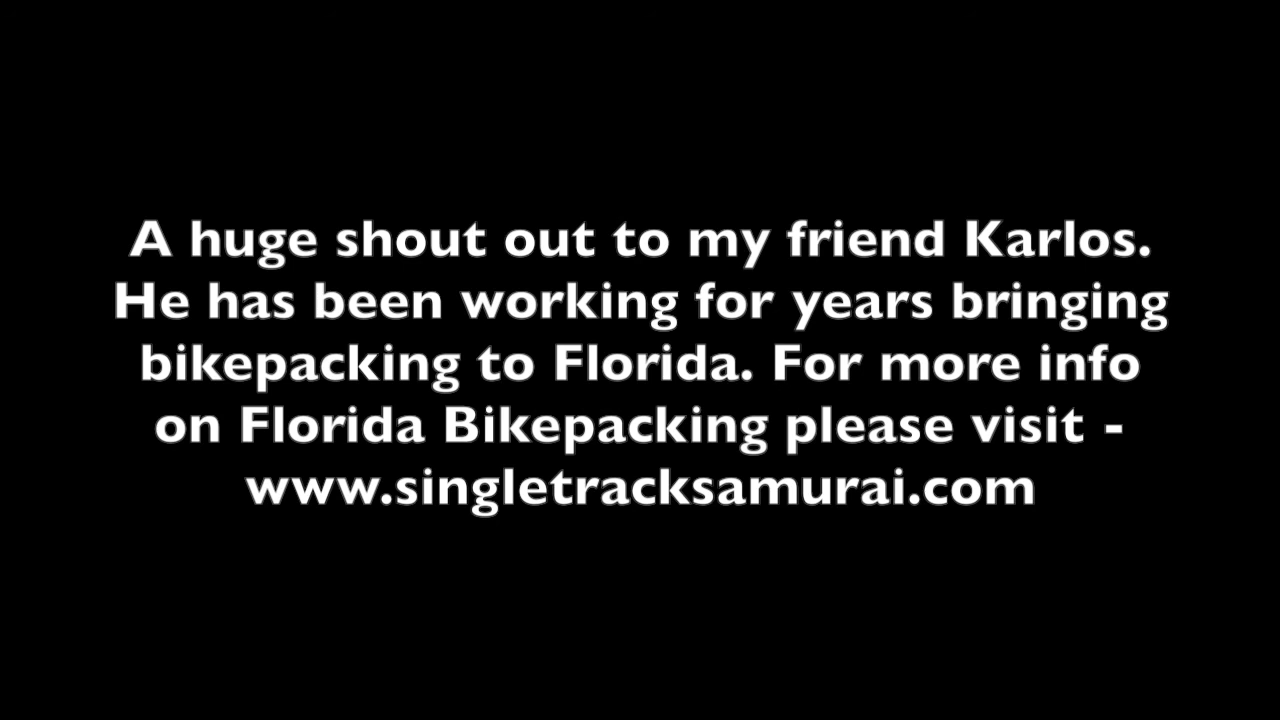 A huge shout out to my friend Karlos.
He has been working for years bringing
bikepacking to Florida. For more info
on Florida Bikepacking please visit -
www.singletracksamurai.com